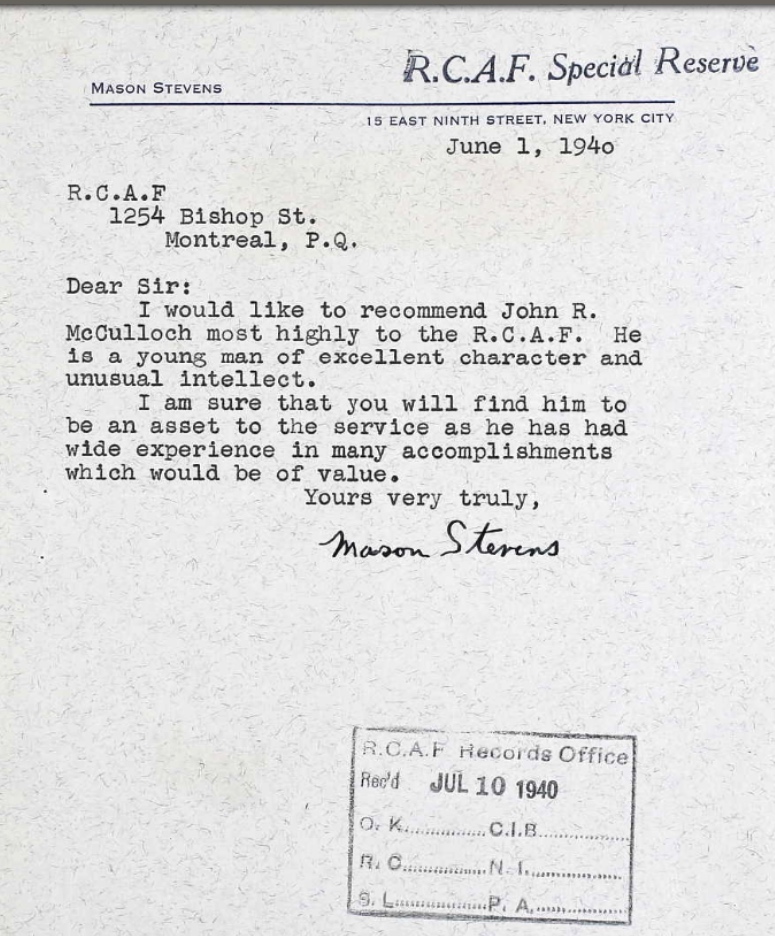 R.C.A.F. Special Reserve
MASON STEVENS
15 EAST NINTH STREET, NEW YORK CITY
June 1, 194o
R.C.A.F
1254 Bishop St.
Montreal, P.Q.
Dear Sir:
I would like to recommend John R.
McCulloch most highly to the R.C.A.F. He
is a young man of excellent character and
unusual intellect.
I am sure that you will find him to
be an asset to the service as he has had
wide experience in many accomplishments
which would be of value.
Yours very truly,
Mason Stevens
R.C.A.F Records Office
Rec'd JUL 10 1940
O. K.............C.I.B.............
R. C.............N. I.............
S. L.............P. A.............